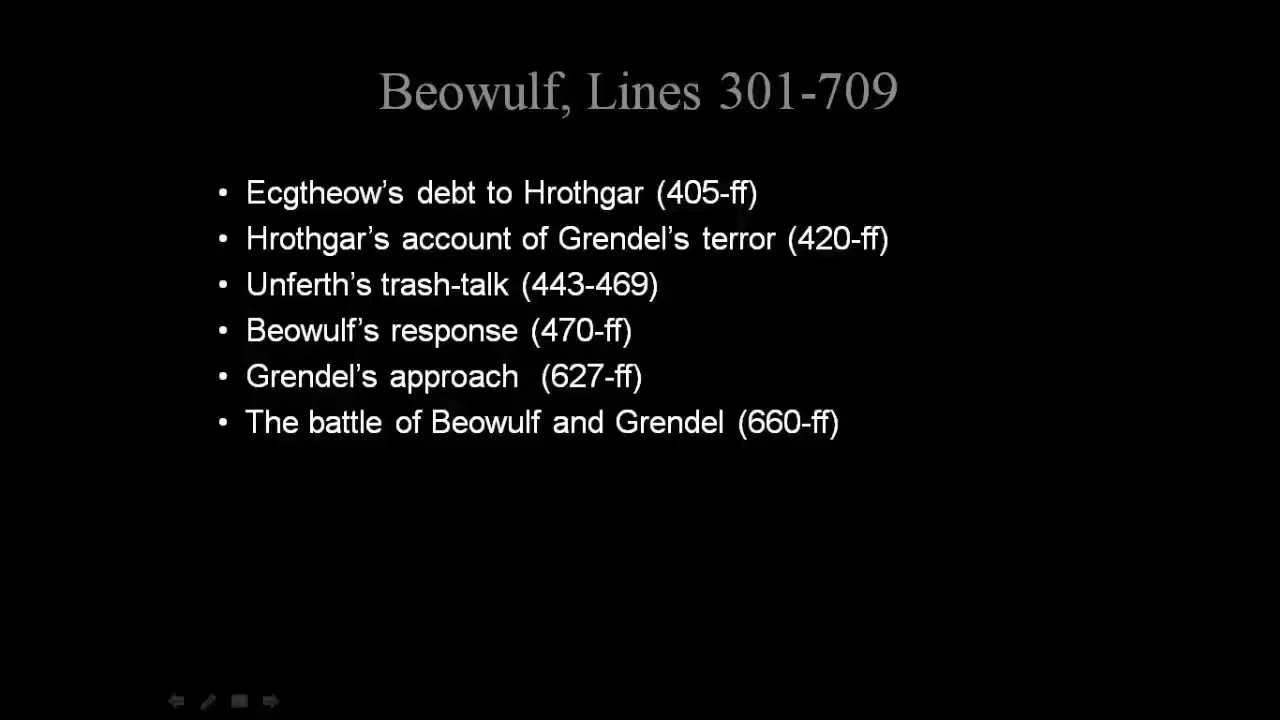 Beowulf, Lines 301-709
• Ecgtheow’s debt to Hrothgar (405-ff)
• Hrothgar’s account of Grendel’s terror (420-ff)
• Unferth’s trash-talk (443-469)
• Beowulf’s response (470-ff)
• Grendel’s approach (627-ff)
• The battle of Beowulf and Grendel (660-ff)